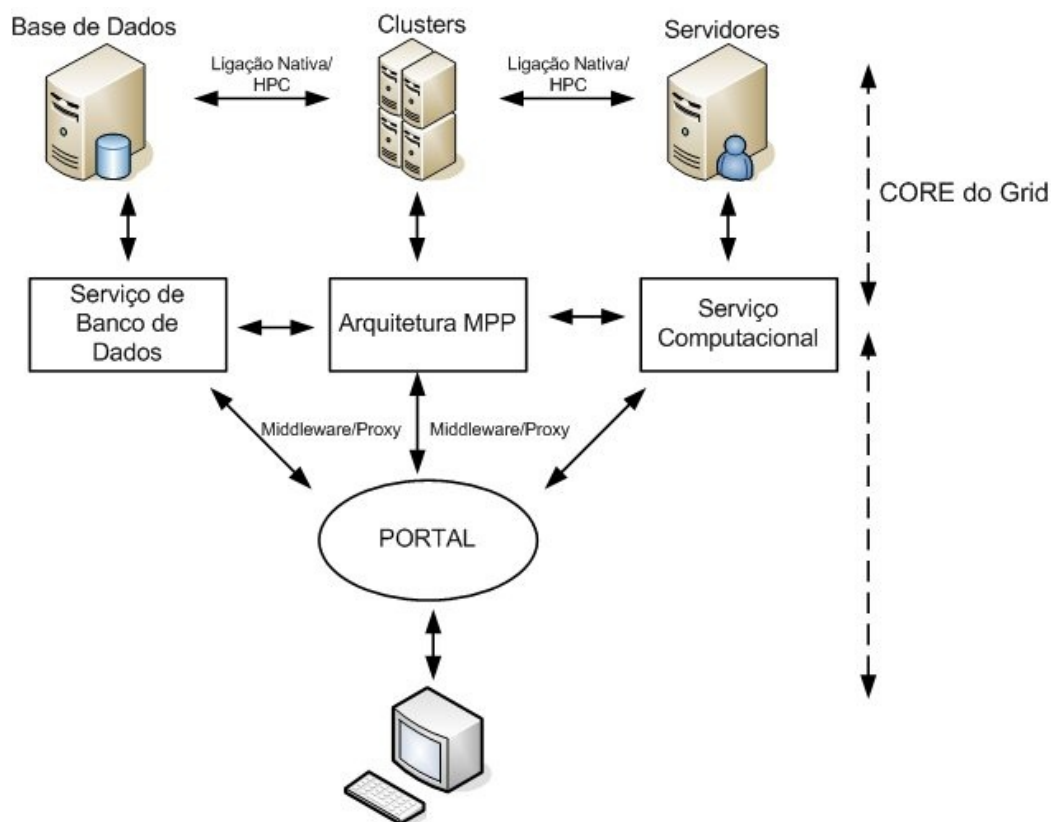 Base de Dados
Clusters
Servidores
Ligação Nativa/
HPC
Ligação Nativa/
HPC
CORE do Grid
Serviço de
Banco de
Dados
Arquitetura MPP
Serviço
Computacional
Middleware/Proxy
Middleware/Proxy
PORTAL